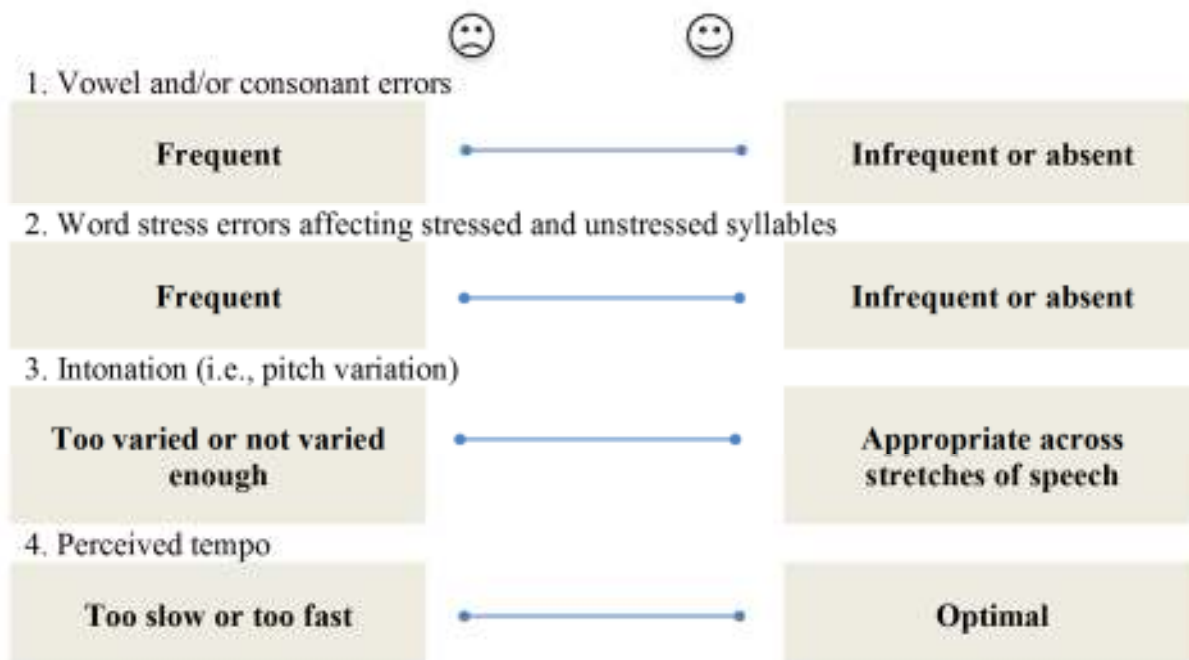 1. Vowel and/or consonant errors
Frequent
Infrequent or absent
2. Word stress errors affecting stressed and unstressed syllables
Frequent
Infrequent or absent
3. Intonation (i.e., pitch variation)
Too varied or not varied
enough
Appropriate across
stretches of speech
4. Perceived tempo
Too slow or too fast
Optimal